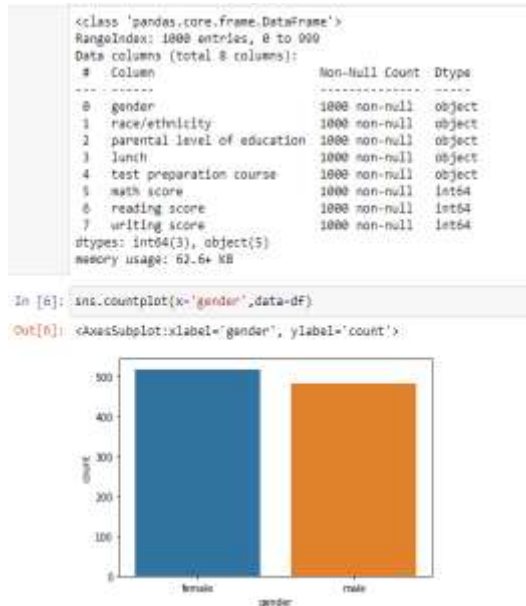 <class 'pandas.core.frame.DataFrame'>
RangeIndex: 1000 entries, 0 to 999
Data columns (total 8 columns):
# Column Non-Null Count Dtype
--- ------ -------------- -----
0 gender 1000 non-null object
1 race/ethnicity 1000 non-null object
2 parental level of education 1000 non-null object
3 lunch 1000 non-null object
4 test preparation course 1000 non-null object
5 math score 1000 non-null int64
6 reading score 1000 non-null int64
7 writing score 1000 non-null int64
dtypes: int64(3), object(5)
memory usage: 62.6+ KB
In [6]: sns.countplot(x='gender',data=df)
Out[6]: <AxesSubplot:xlabel='gender', ylabel='count'>
500
400
300
200
100
0
count
female male
gender